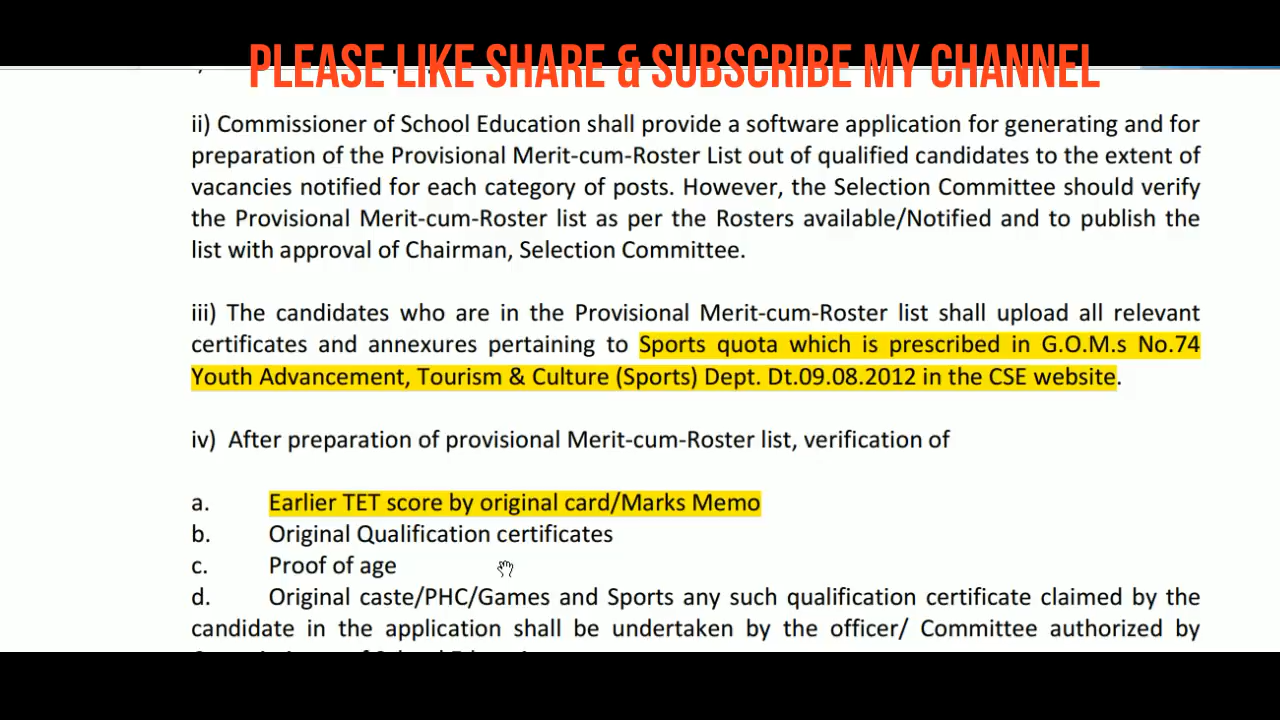 PLEASE LIKE SHARE & SUBSCRIBE MY CHANNEL
ii) Commissioner of School Education shall provide a software application for generating and for
preparation of the Provisional Merit-cum-Roster List out of qualified candidates to the extent of
vacancies notified for each category of posts. However, the Selection Committee should verify
the Provisional Merit-cum-Roster list as per the Rosters available/Notified and to publish the
list with approval of Chairman, Selection Committee.
iii) The candidates who are in the Provisional Merit-cum-Roster list shall upload all relevant
certificates and annexures pertaining to Sports quota which is prescribed in G.O.M.s No.74
Youth Advancement, Tourism & Culture (Sports) Dept. Dt.09.08.2012 in the CSE website.
iv) After preparation of provisional Merit-cum-Roster list, verification of
a. Earlier TET score by original card/Marks Memo
b. Original Qualification certificates
c. Proof of age
d. Original caste/PHC/Games and Sports any such qualification certificate claimed by the
candidate in the application shall be undertaken by the officer/ Committee authorized by